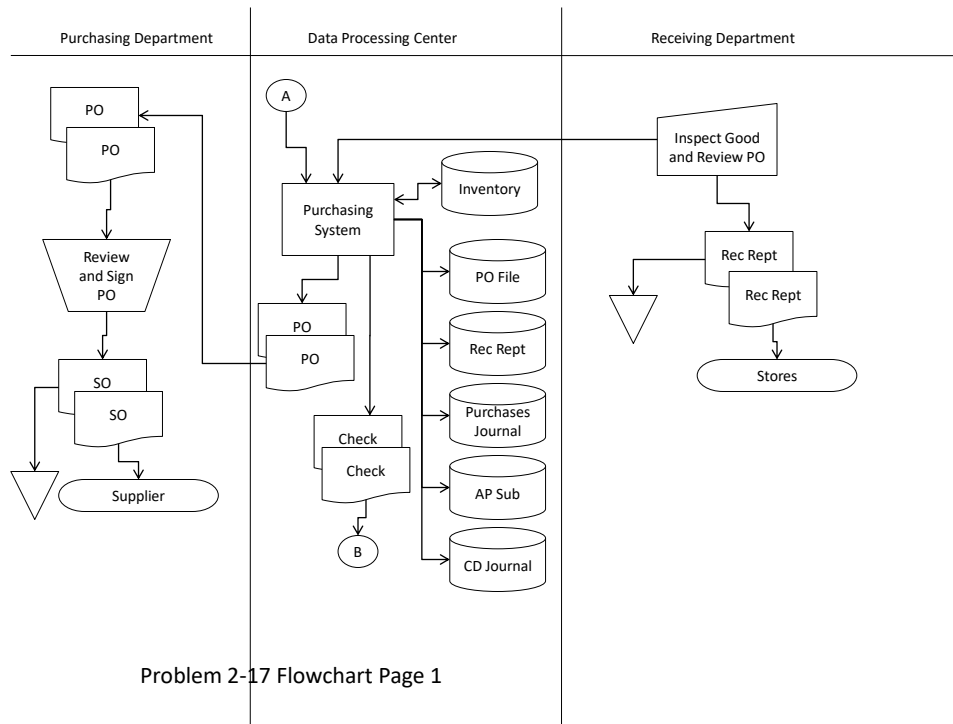 Purchasing Department
Data Processing Center
Receiving Department
PO
PO
Review
and Sign
PO
SO
SO
Supplier
A
Purchasing
System
PO
PO
Check
Check
B
Inventory
PO File
Rec Rept
Purchases
Journal
AP Sub
CD Journal
Inspect Good
and Review PO
Rec Rept
Rec Rept
Stores
Problem 2-17 Flowchart Page 1